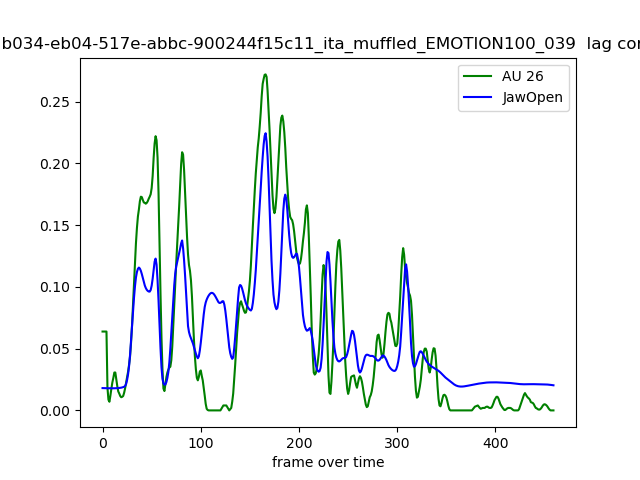 b034-eb04-517e-abbc-900244f15c11_ita_muffled_EMOTION100_039 lag
AU 26
JawOpen
0.25
0.20
0.15
0.10
0.05
0.00
0
100
200
300
400
frame over time